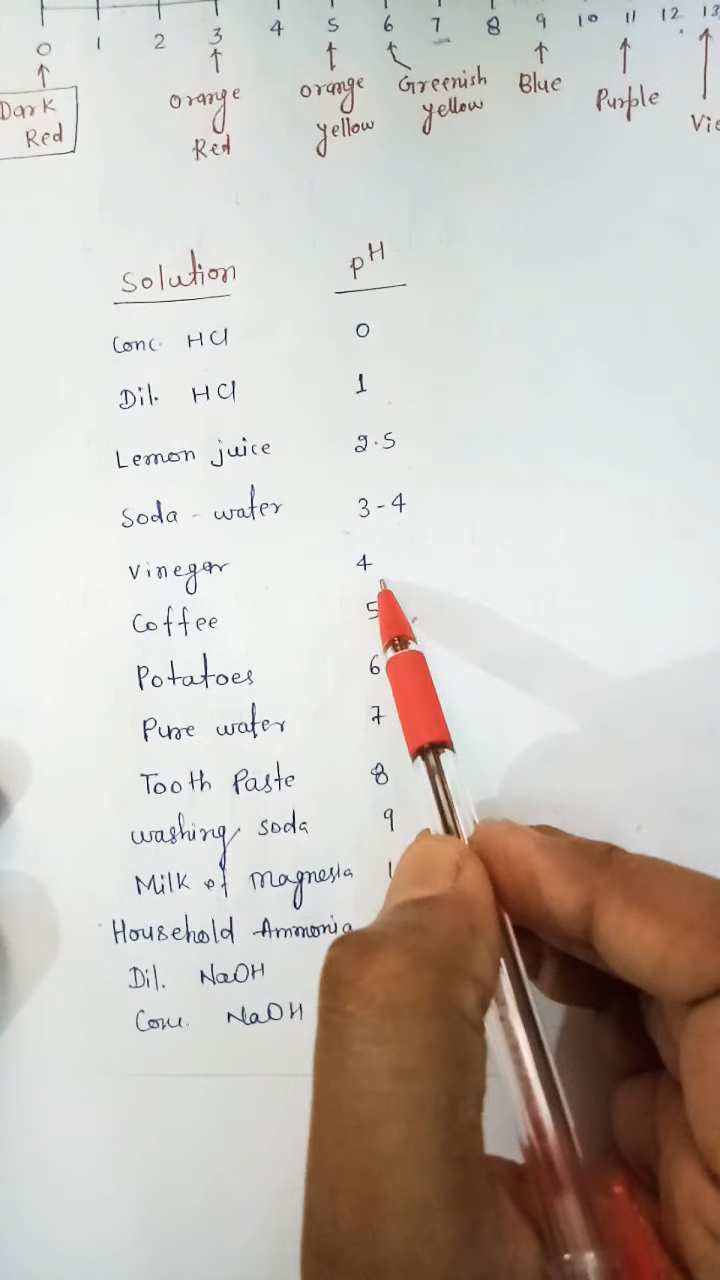 0 1 2 3 4 5 6 7 8 9 10 11 12 13
Dark Red
Orange Red
orange yellow
Greenish yellow
Blue
Purple
Solution pH
Conc. HCl 0
Dil. HCl 1
Lemon juice 2.5
Soda - water 3-4
Vinegar 4
Coffee 5
Potatoes 6
Pure water 7
Tooth Paste 8
washing soda 9
Milk of magnesia
Household Ammonia
Dil. NaOH
Conc. NaOH